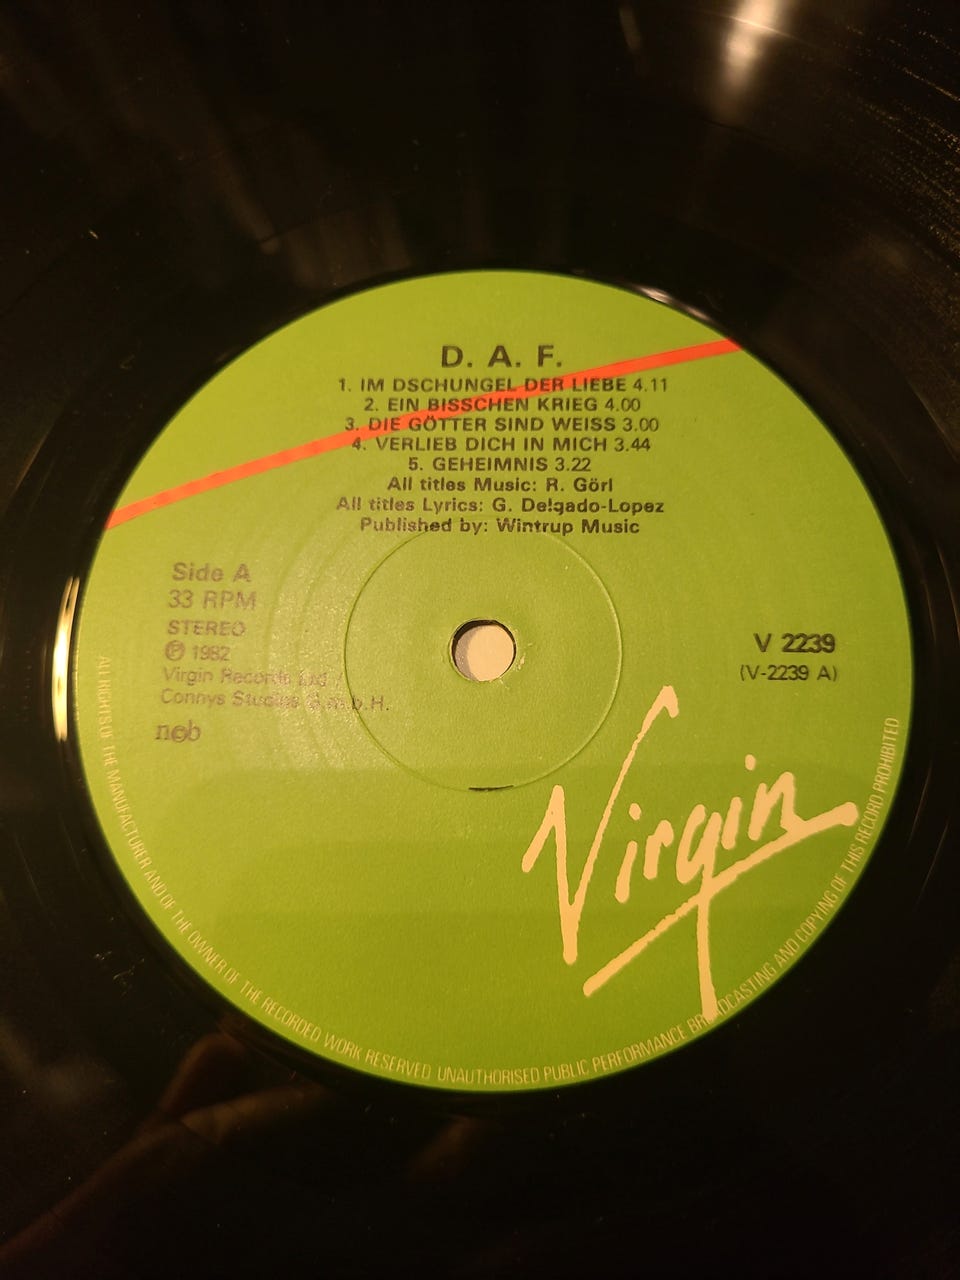 D. A. F.
1. IM DSCHUNGEL DER LIEBE 4.11
2. EIN BISSCHEN KRIEG 4.00
3. DIE GÖTTER SIND WEISS 3.00
4. VERLIEB DICH IN MICH 3.44
5. GEHEIMNIS 3.22
All titles Music: R. Görl
All titles Lyrics: G. Delgado-Lopez
Published by: Wintrup Music
Side A
33 RPM
STEREO
℗ 1982
Virgin Records Ltd /
Connys Studios G.m.b.H.
ncb
V 2239
(V-2239 A)
Virgin
ALL RIGHTS OF THE MANUFACTURER AND OF THE OWNER OF THE RECORDED WORK RESERVED UNAUTHORISED PUBLIC PERFORMANCE BROADCASTING AND COPYING OF THIS RECORD PROHIBITED